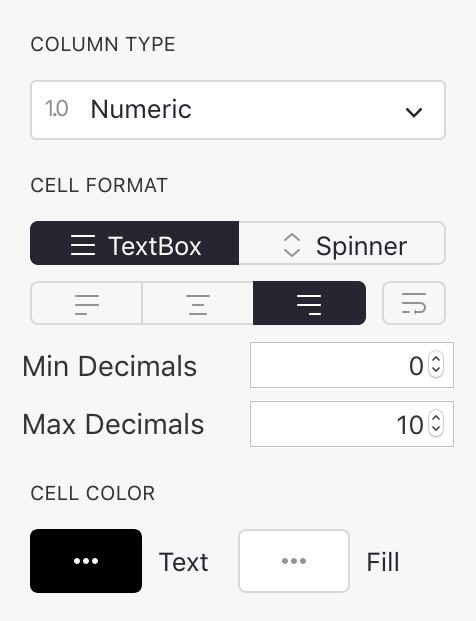 COLUMN TYPE
1.0 Numeric
CELL FORMAT
TextBox Spinner
Min Decimals 0
Max Decimals 10
CELL COLOR
... Text ... Fill